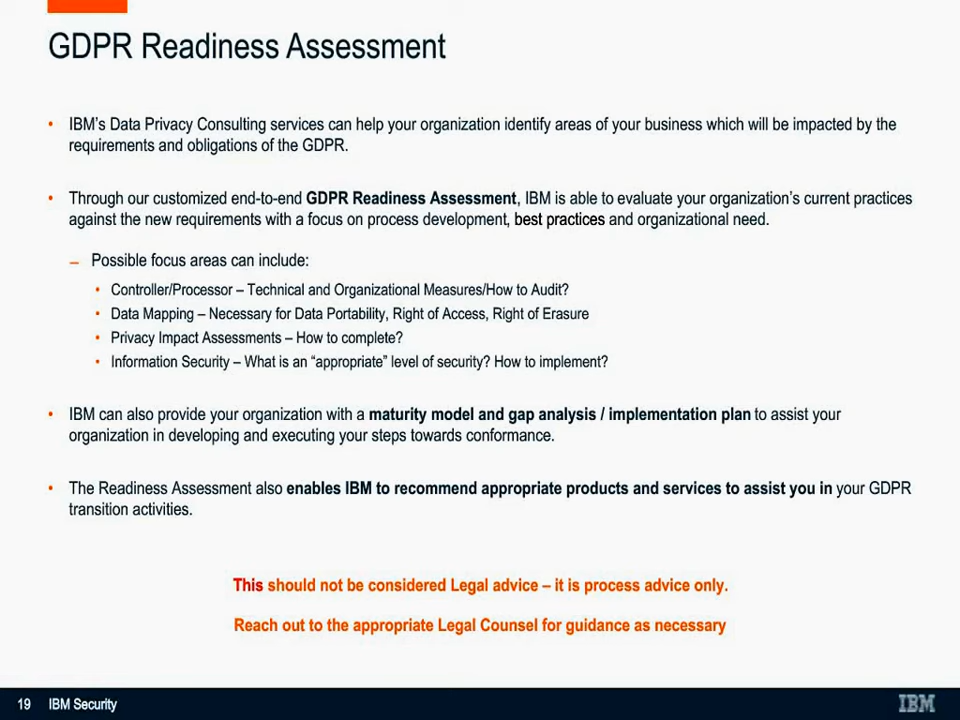 GDPR Readiness Assessment
• IBM's Data Privacy Consulting services can help your organization identify areas of your business which will be impacted by the
requirements and obligations of the GDPR.
• Through our customized end-to-end GDPR Readiness Assessment, IBM is able to evaluate your organization's current practices
against the new requirements with a focus on process development, best practices and organizational need.
– Possible focus areas can include:
• Controller/Processor – Technical and Organizational Measures/How to Audit?
• Data Mapping – Necessary for Data Portability, Right of Access, Right of Erasure
• Privacy Impact Assessments – How to complete?
• Information Security – What is an “appropriate” level of security? How to implement?
• IBM can also provide your organization with a maturity model and gap analysis / implementation plan to assist your
organization in developing and executing your steps towards conformance.
• The Readiness Assessment also enables IBM to recommend appropriate products and services to assist you in your GDPR
transition activities.
This should not be considered Legal advice – it is process advice only.
Reach out to the appropriate Legal Counsel for guidance as necessary
19 IBM Security IBM